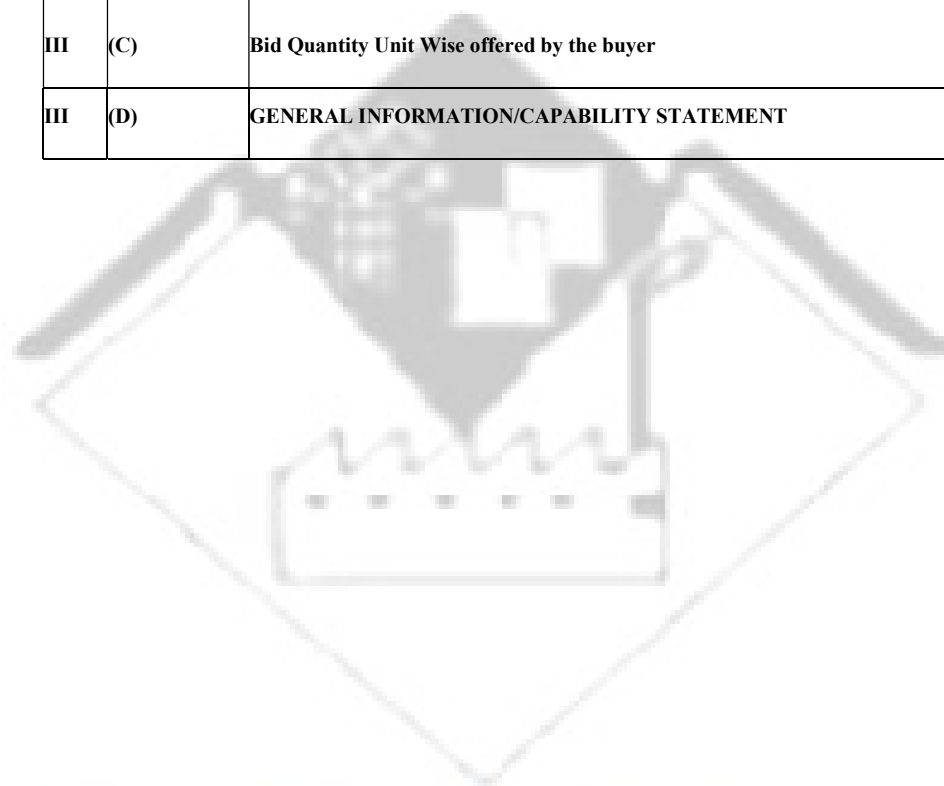 III (C) Bid Quantity Unit Wise offered by the buyer
III (D) GENERAL INFORMATION/CAPABILITY STATEMENT